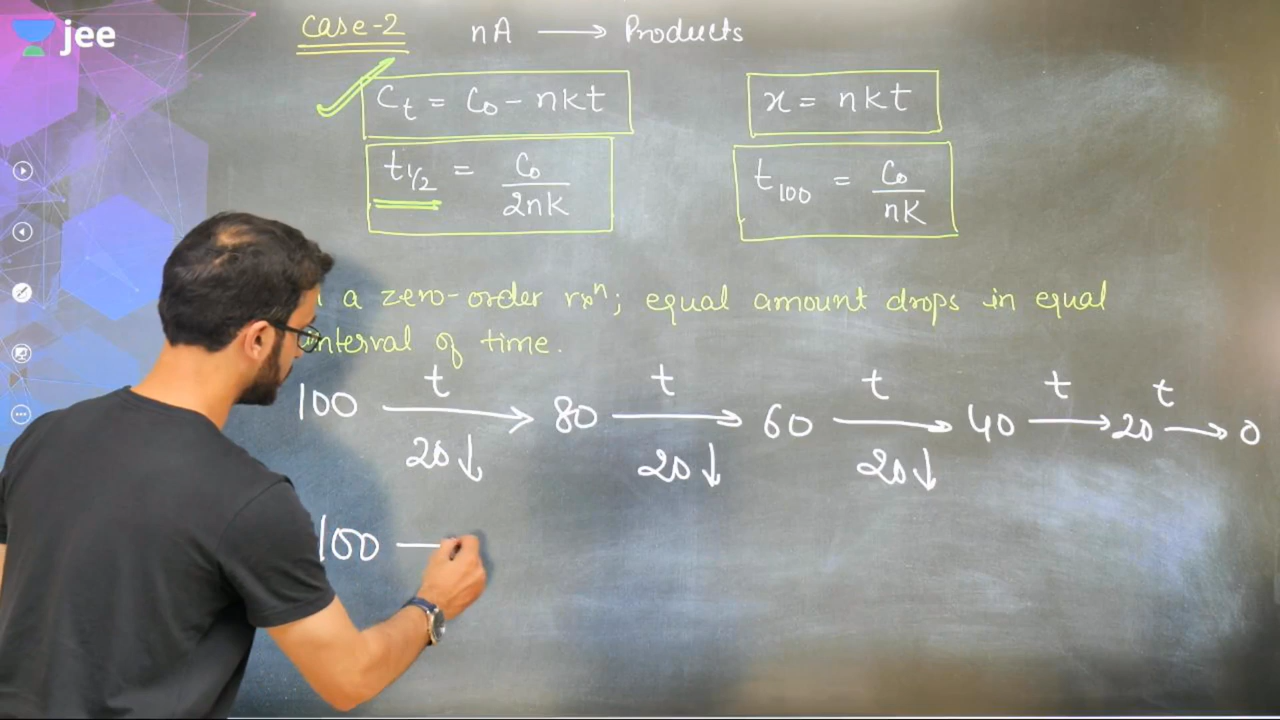 jee
Case-2 nA ⟶ Products
Ct = C0 - nkt
x = nkt
t1/2 = C0/2nK
t100 = C0/nK
a zero-order rxⁿ; equal amount drops in equal
interval of time.
100 t⟶ 80 t⟶ 60 t⟶ 40 t⟶ 20 t⟶ 0
20↓ 20↓ 20↓
100 —